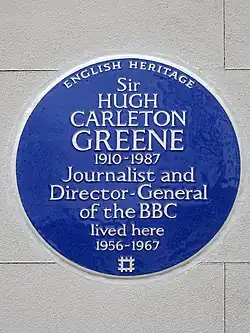 ENGLISH HERITAGE
Sir
HUGH
CARLETON
GREENE
1910-1987
Journalist and
Director-General
of the BBC
lived here
1956-1967